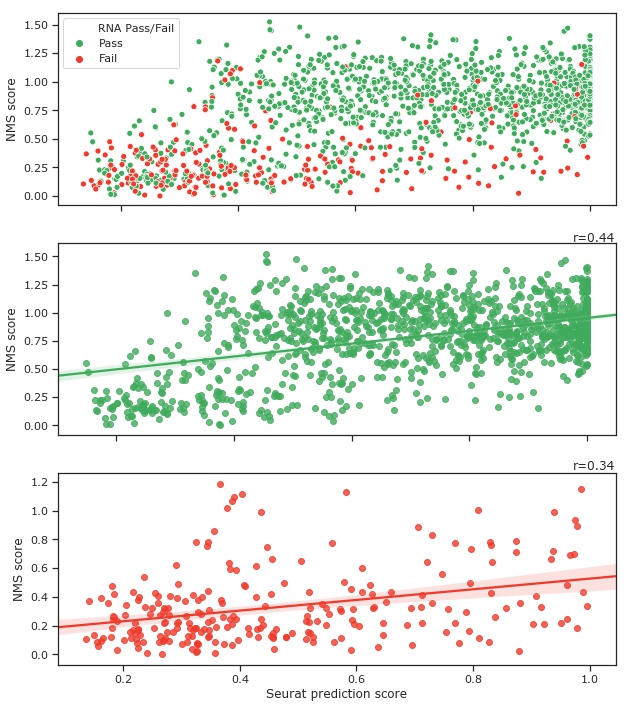 RNA Pass/Fail
Pass
Fail
1.50
1.25
1.00
0.75
0.50
0.25
0.00
NMS score
r=0.44
1.50
1.25
1.00
0.75
0.50
0.25
0.00
NMS score
r=0.34
1.2
1.0
0.8
0.6
0.4
0.2
0.0
NMS score
0.2 0.4 0.6 0.8 1.0
Seurat prediction score